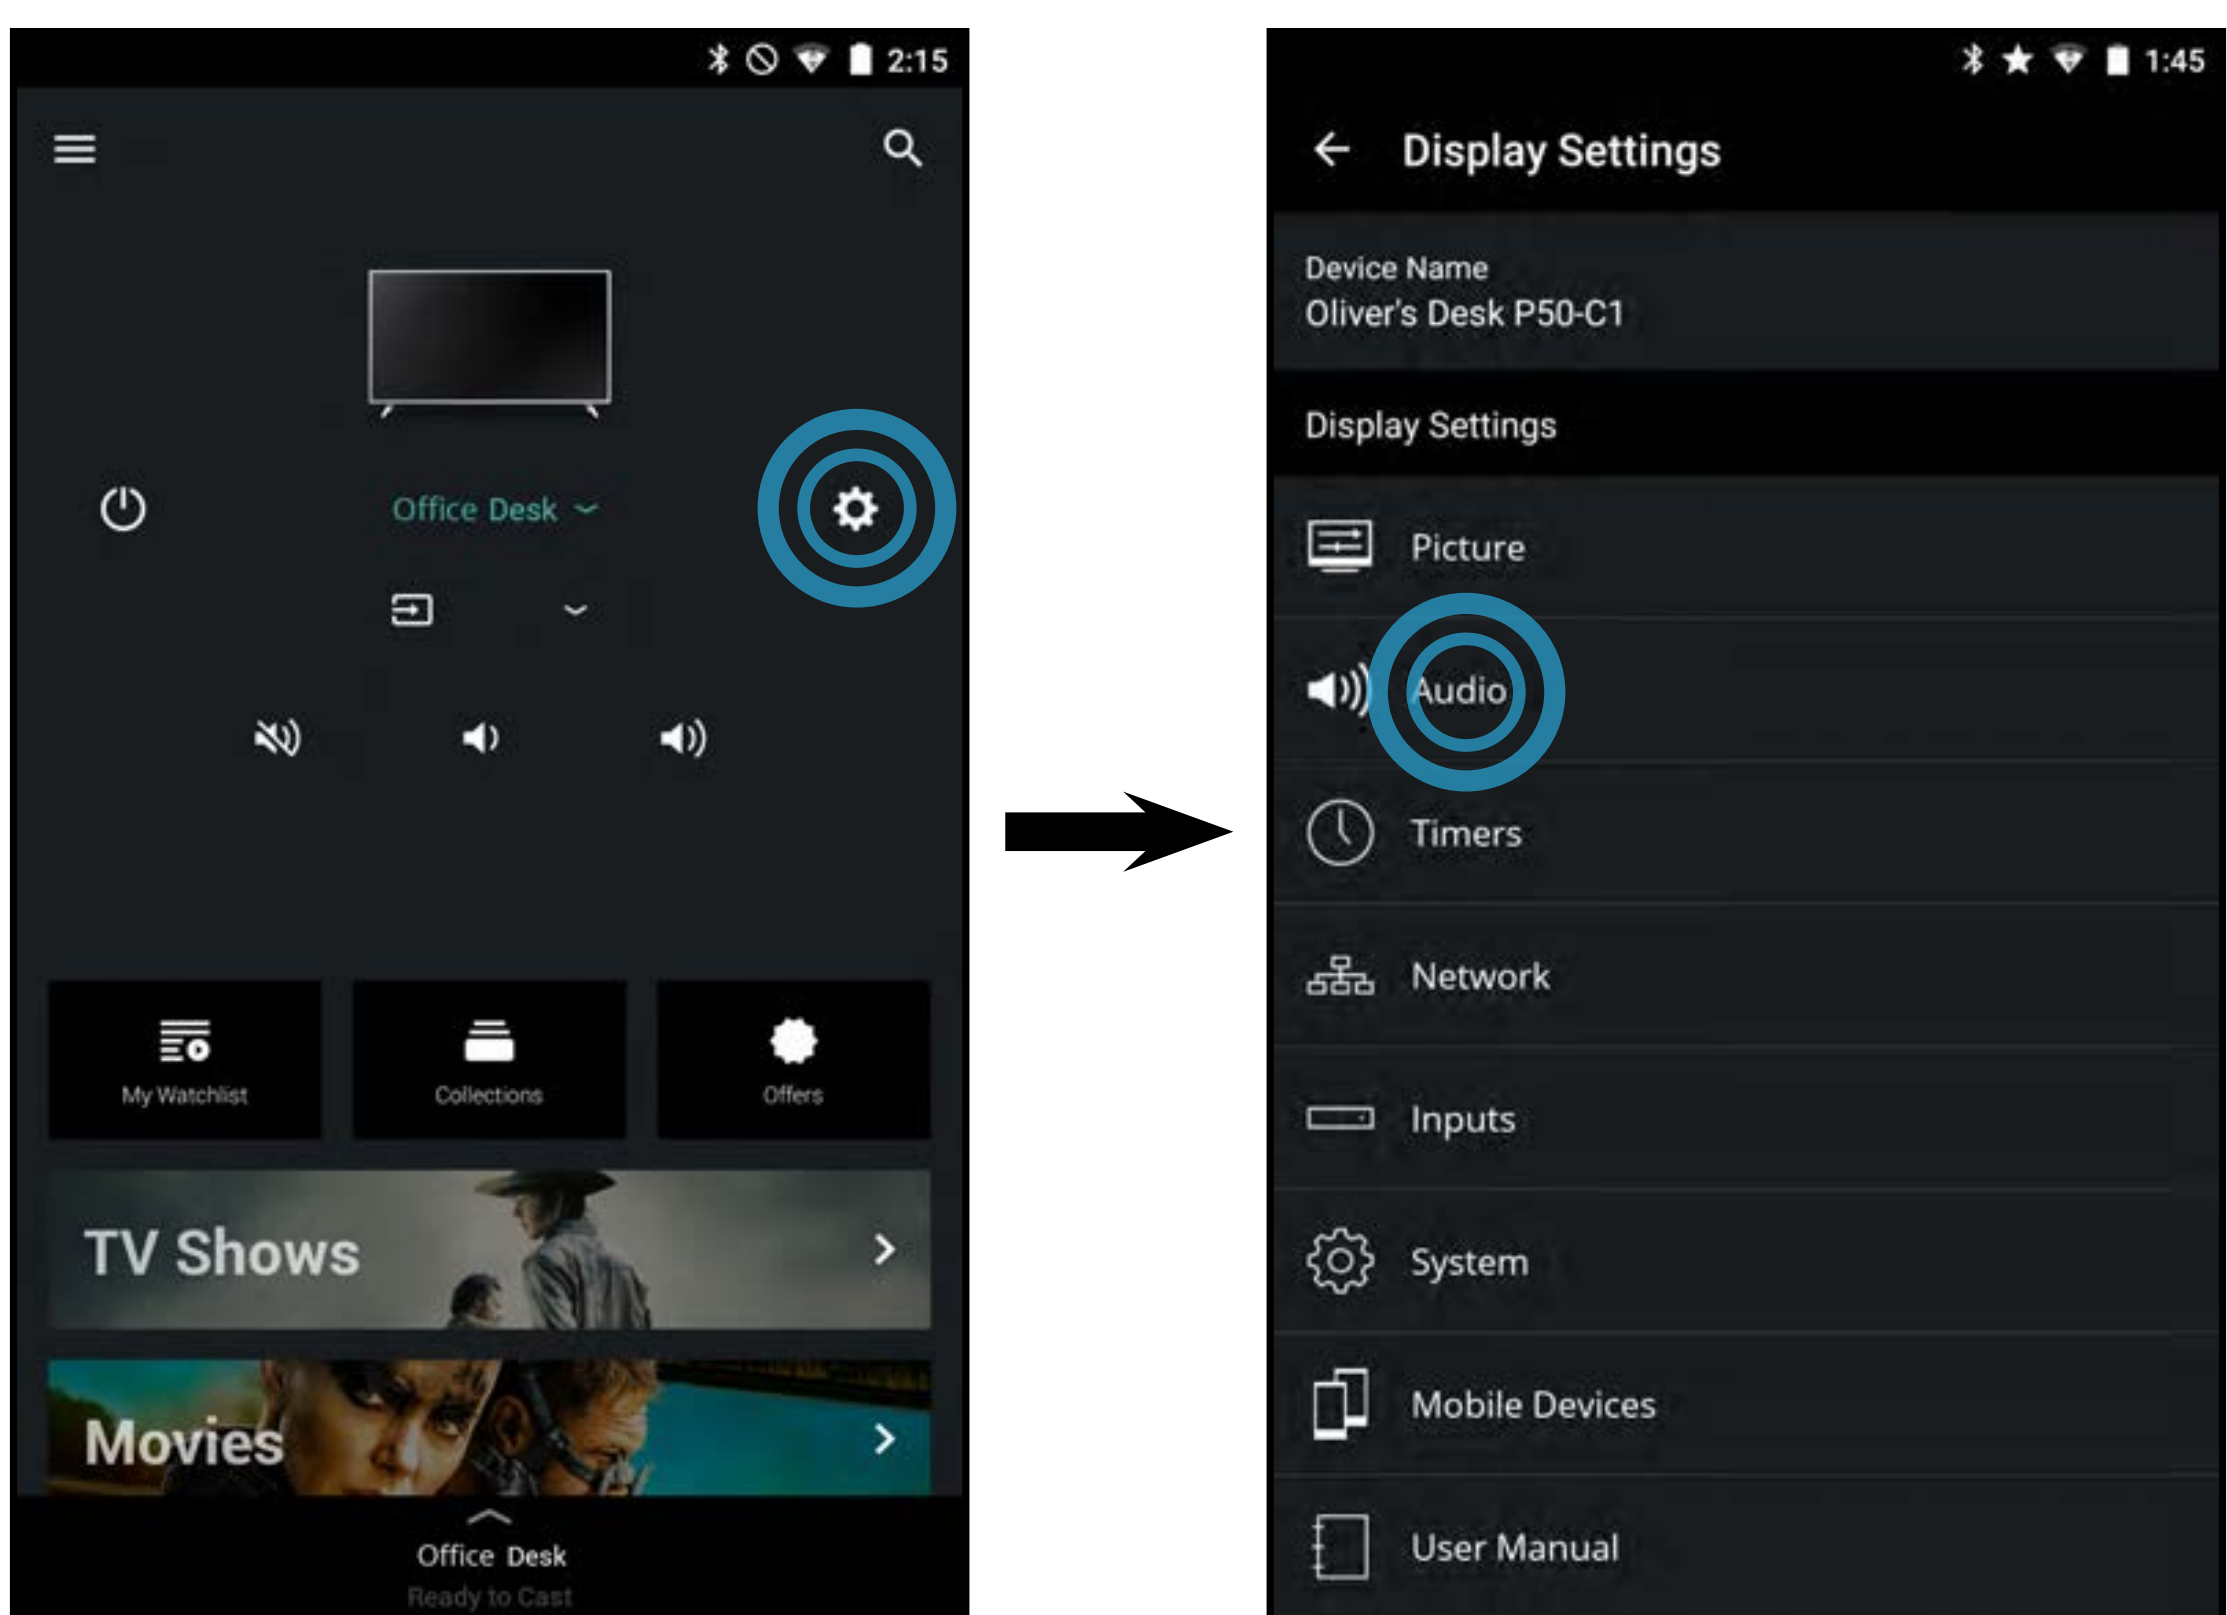 2:15
Office Desk
My Watchlist
Collections
Offers
TV Shows
Movies
Office Desk
Ready to Cast
1:45
Display Settings
Device Name
Oliver's Desk P50-C1
Display Settings
Picture
Audio
Timers
Network
Inputs
System
Mobile Devices
User Manual